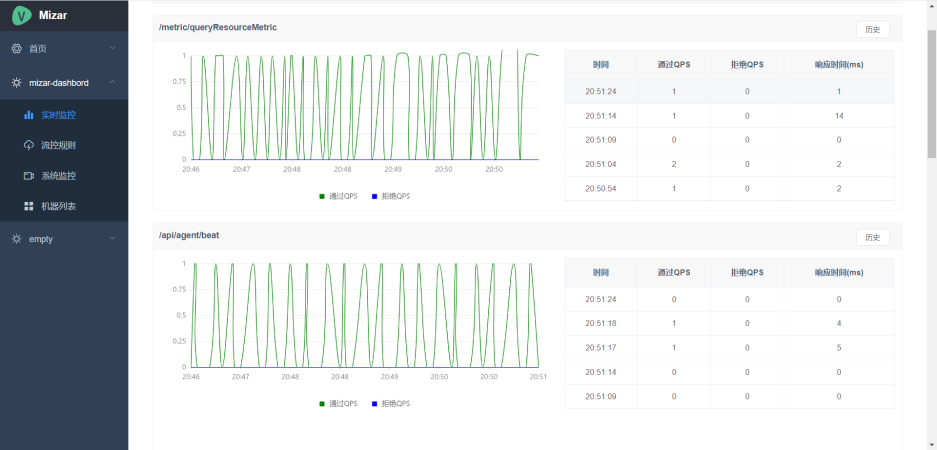 V Mizar
首页
mizar-dashbord
实时监控
流控规则
系统监控
机器列表
empty
/metric/queryResourceMetric
历史
1
0.75
0.5
0.25
0
20:46 20:47 20:48 20:48 20:49 20:50 20:50
通过QPS 拒绝QPS
时间 通过QPS 拒绝QPS 响应时间(ms)
20:51:24 1 0 1
20:51:14 1 0 14
20:51:09 0 0 0
20:51:04 2 0 2
20:50:54 1 0 2
/api/agent/beat
历史
1
0.75
0.5
0.25
0
20:46 20:47 20:48 20:48 20:49 20:50 20:50 20:51
通过QPS 拒绝QPS
时间 通过QPS 拒绝QPS 响应时间(ms)
20:51:24 0 0 0
20:51:18 1 0 4
20:51:17 1 0 5
20:51:14 0 0 0
20:51:09 0 0 0